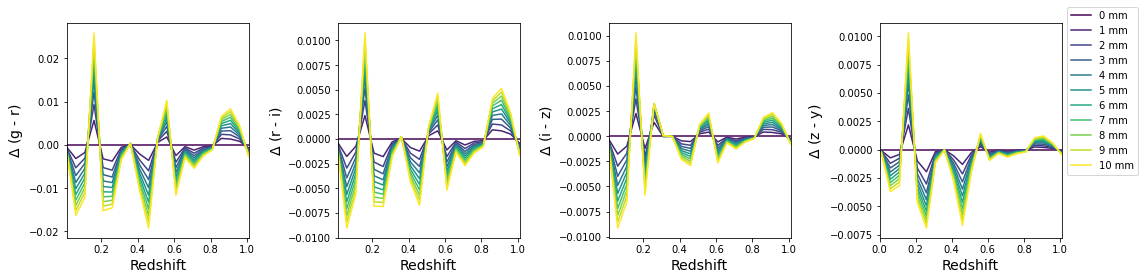 Δ (g - r)
0.02
0.01
0.00
−0.01
−0.02
0.2
0.4
0.6
0.8
1.0
Redshift
Δ (r - i)
0.0100
0.0075
0.0050
0.0025
0.0000
−0.0025
−0.0050
−0.0075
−0.0100
0.2
0.4
0.6
0.8
1.0
Redshift
Δ (i - z)
0.0100
0.0075
0.0050
0.0025
0.0000
−0.0025
−0.0050
−0.0075
−0.0100
0.2
0.4
0.6
0.8
1.0
Redshift
Δ (z - y)
0.0100
0.0075
0.0050
0.0025
0.0000
−0.0025
−0.0050
−0.0075
0.0
0.2
0.4
0.6
0.8
1.0
Redshift
0 mm
1 mm
2 mm
3 mm
4 mm
5 mm
6 mm
7 mm
8 mm
9 mm
10 mm